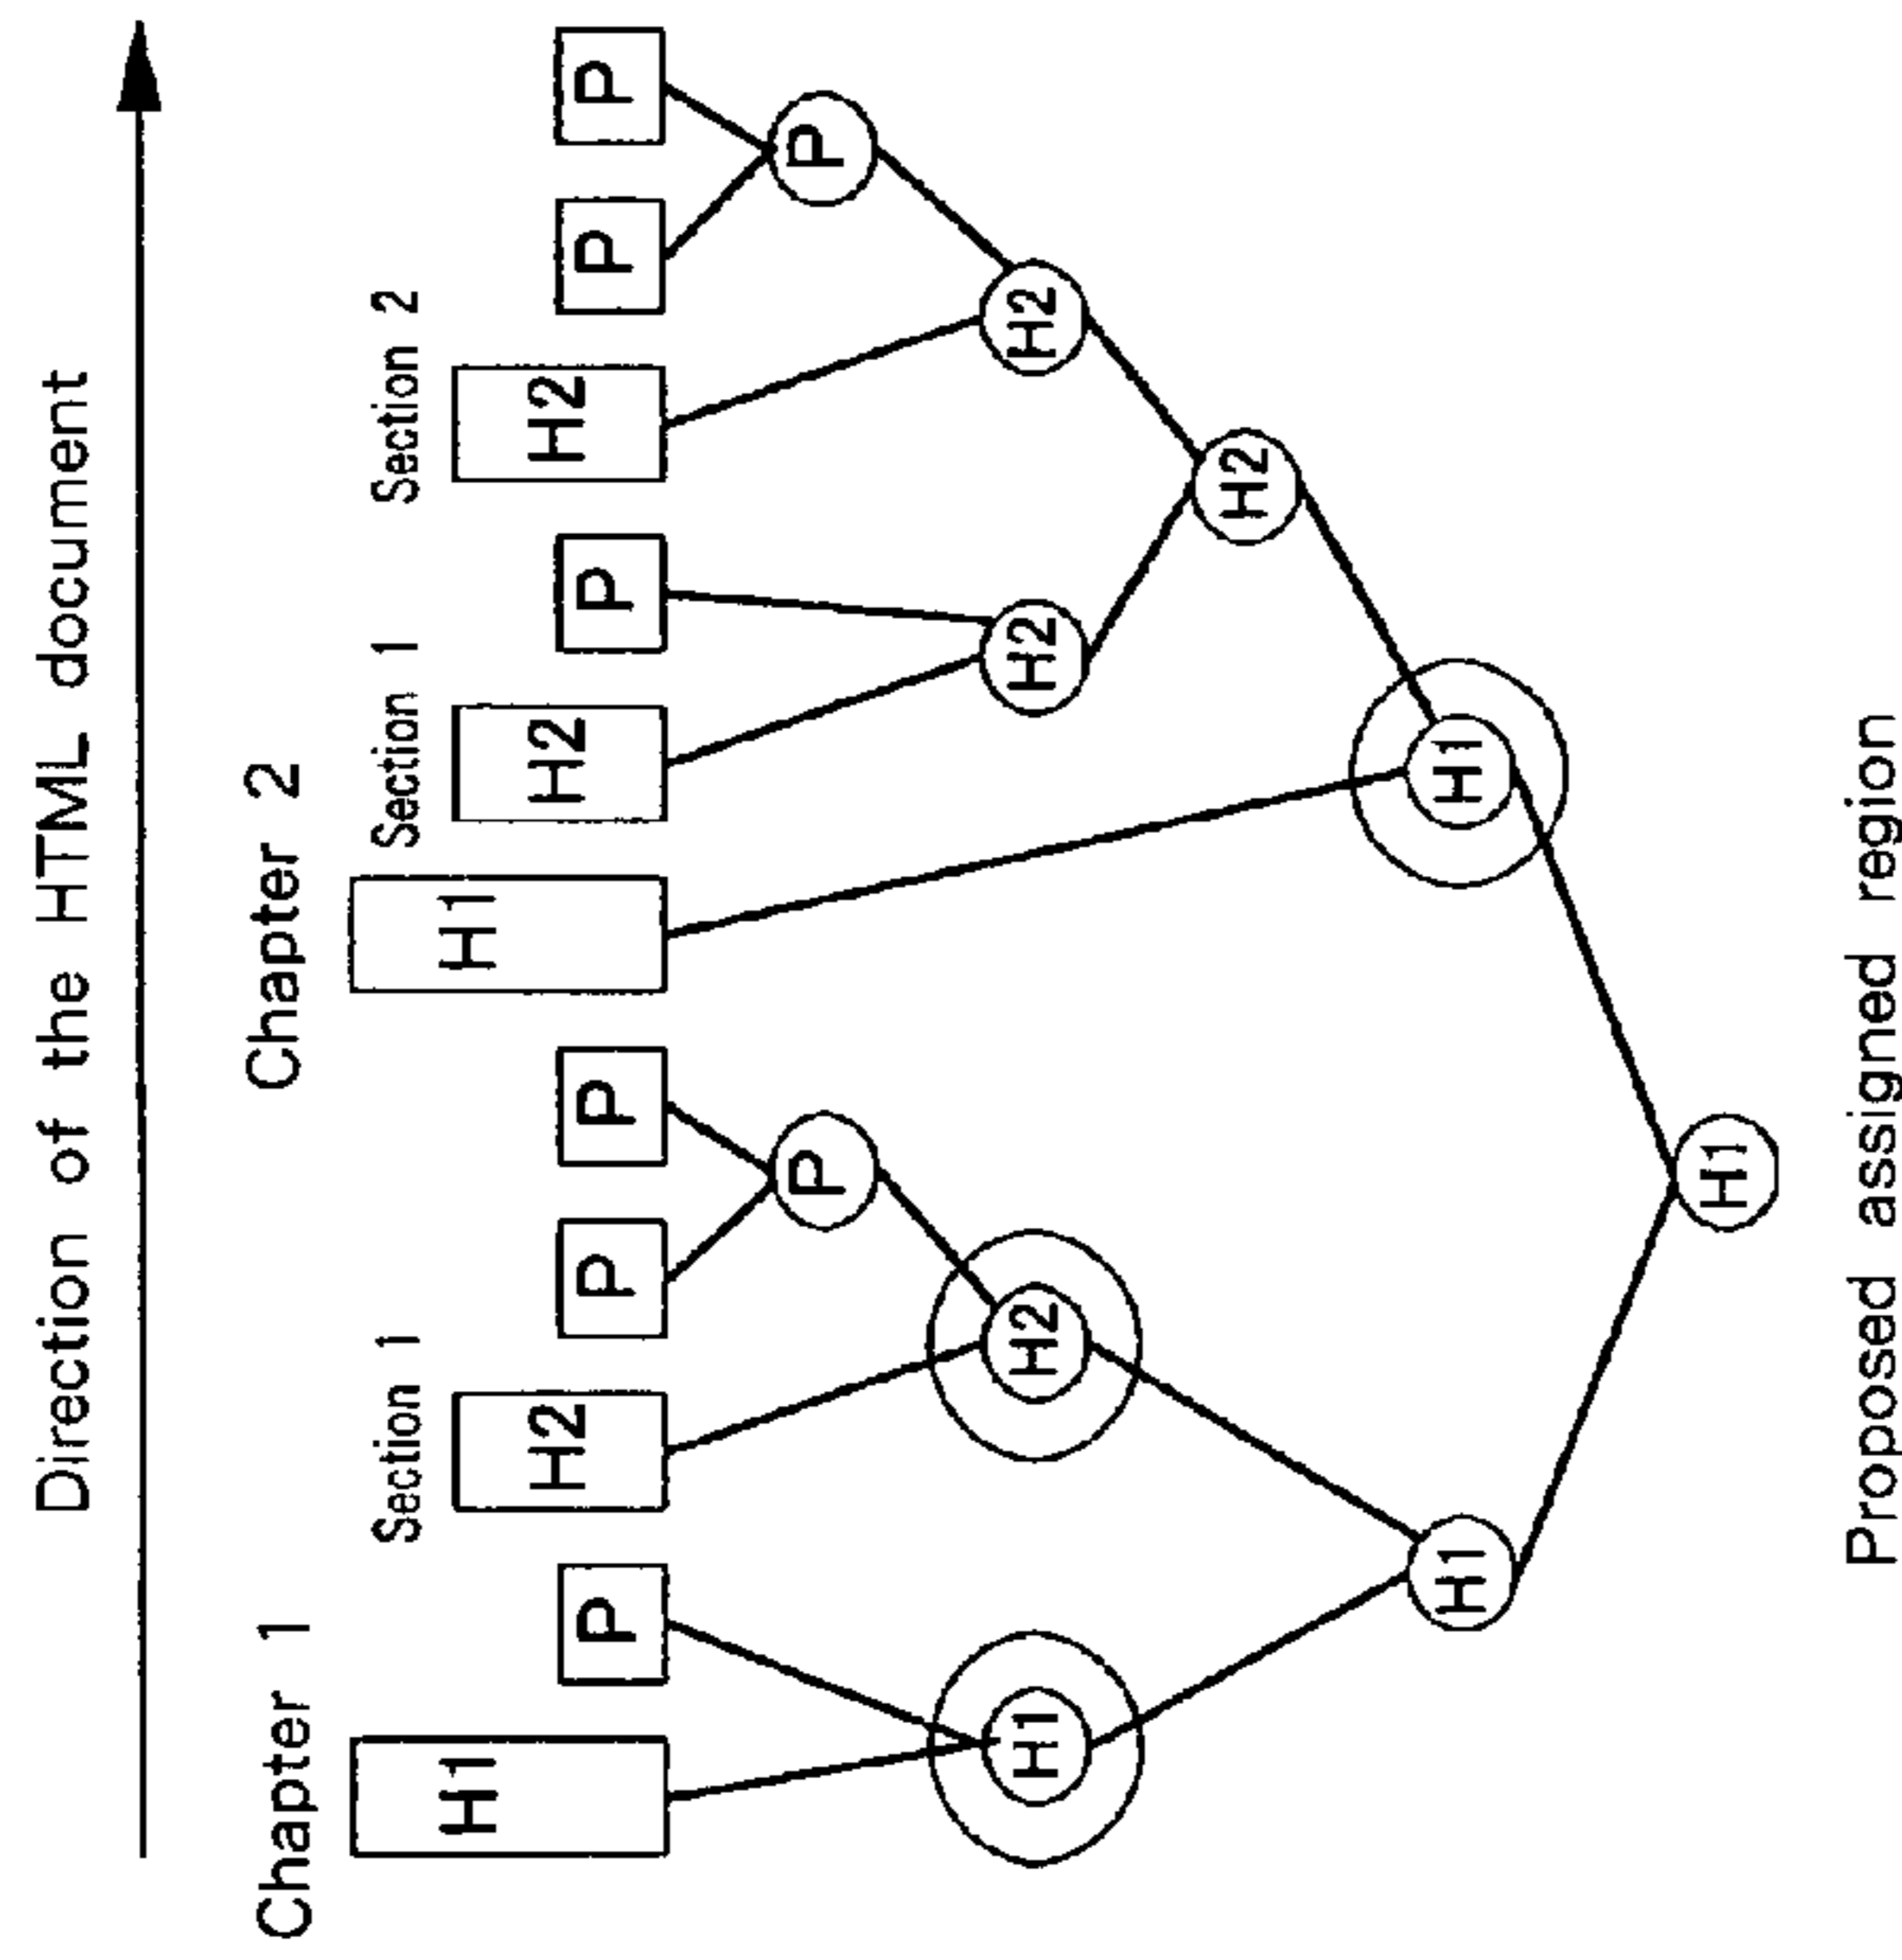 Direction of the HTML document
Chapter 1
Chapter 2
Section 1
Section 1
Section 2
H1
P
H2
P
P
H1
H2
P
H2
P
P
P
P
H1
H2
H2
H2
H2
H1
H1
H1
Proposed assigned region